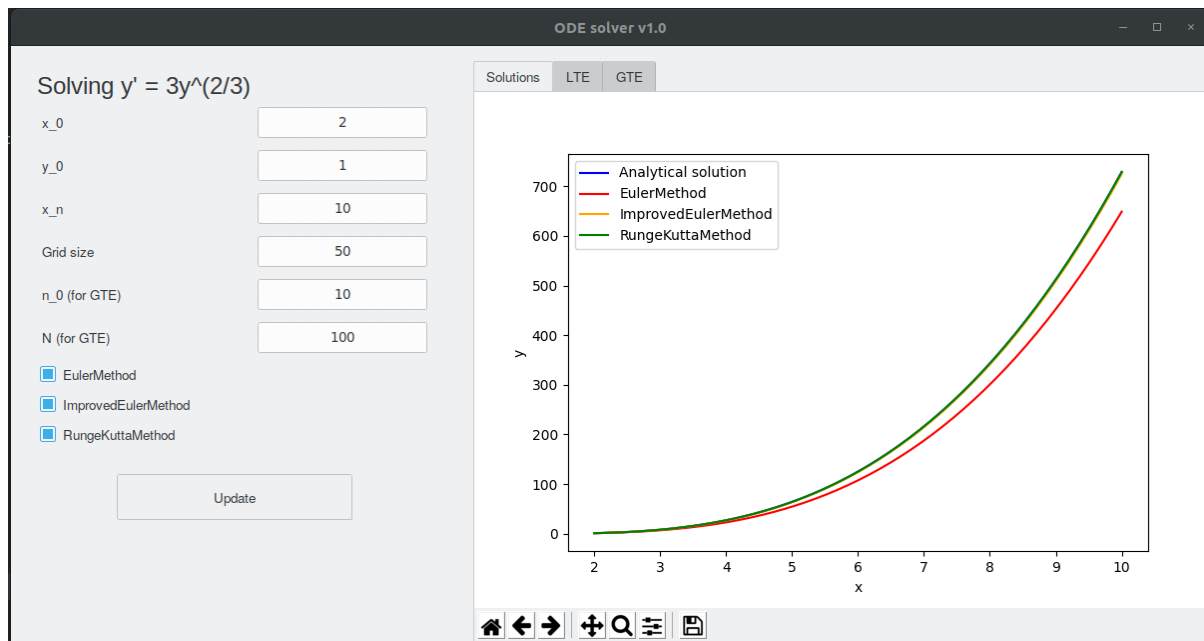 ODE solver v1.0
Solving y' = 3y^(2/3)
x_0 2
y_0 1
x_n 10
Grid size 50
n_0 (for GTE) 10
N (for GTE) 100
EulerMethod
ImprovedEulerMethod
RungeKuttaMethod
Update
Solutions LTE GTE
Analytical solution
EulerMethod
ImprovedEulerMethod
RungeKuttaMethod
700
600
500
400
300
200
100
0
y
2 3 4 5 6 7 8 9 10
x